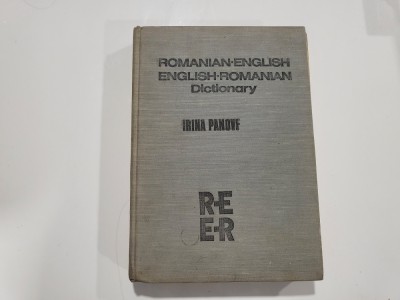 ROMANIAN-ENGLISH
ENGLISH-ROMANIAN
Dictionary
IRINA PANOVF
R-E
E-R